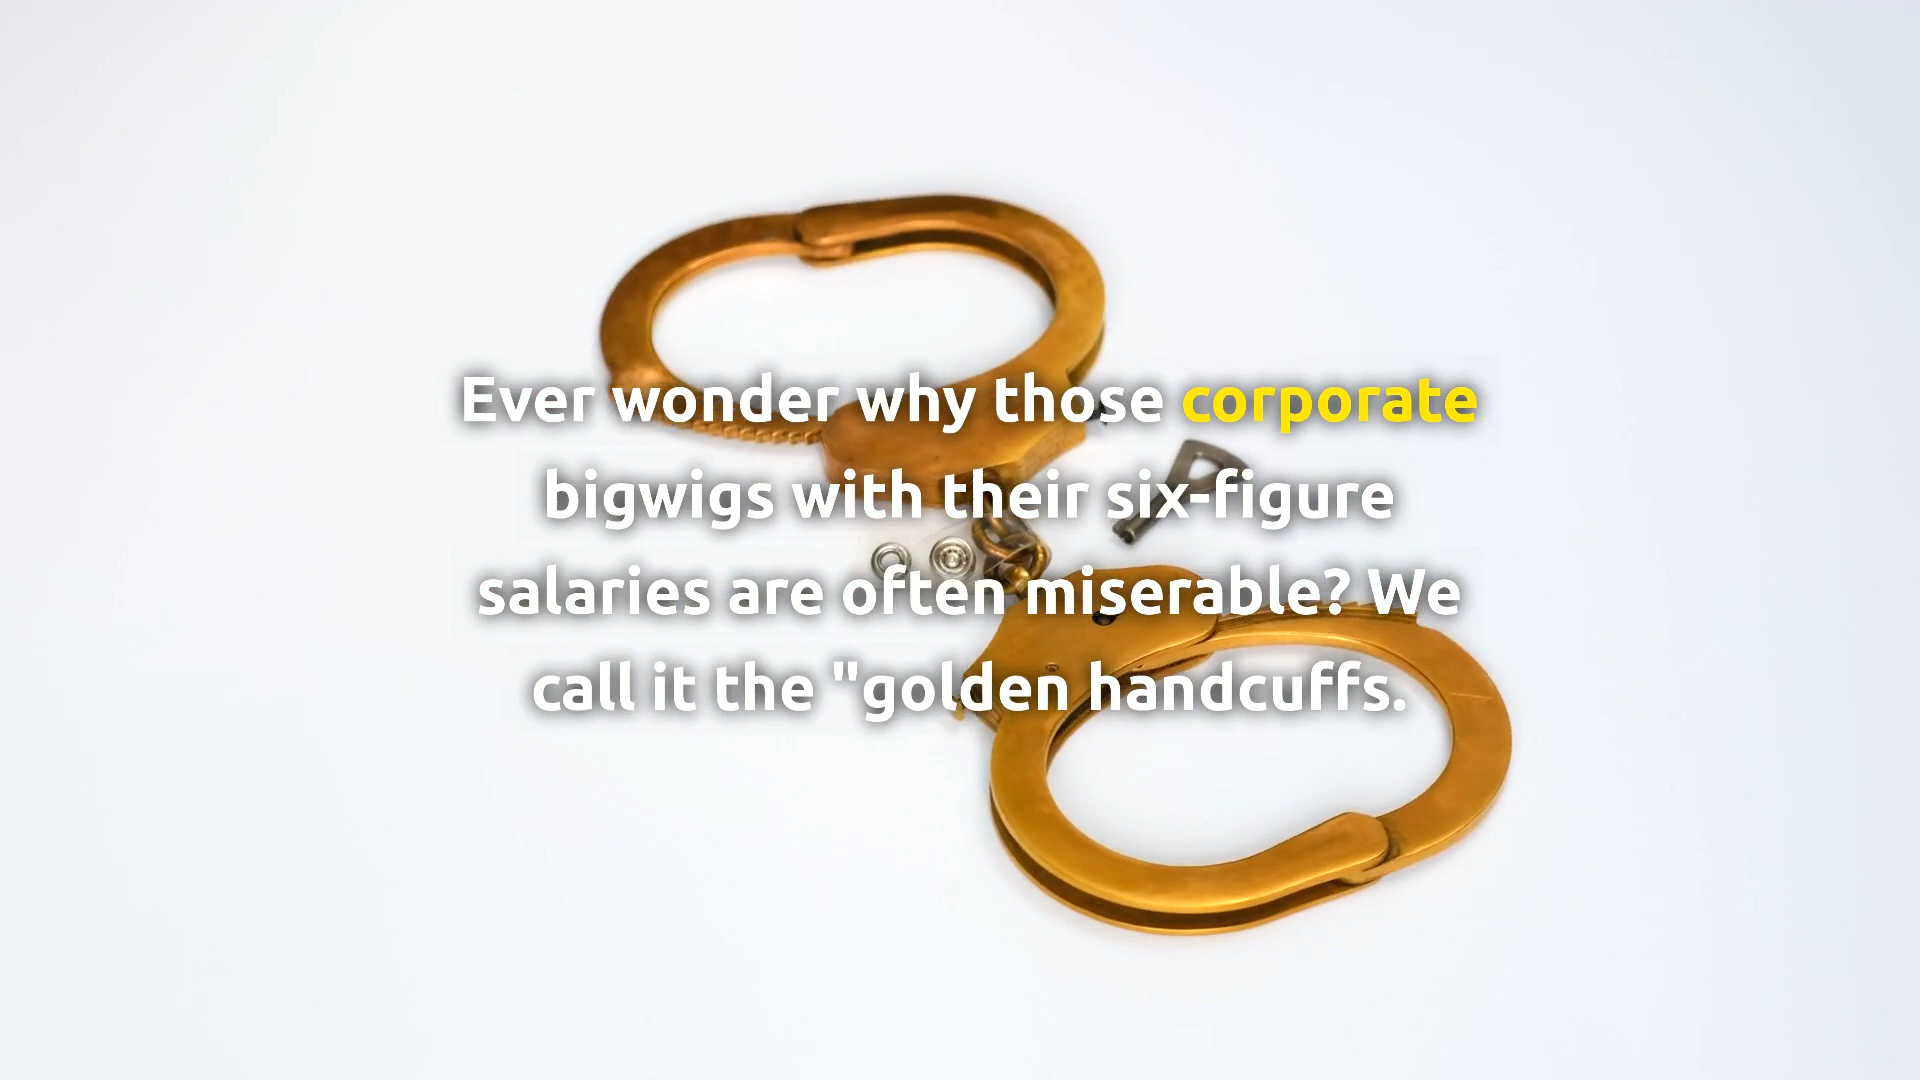 Ever wonder why those corporate
bigwigs with their six-figure
salaries are often miserable? We
call it the "golden handcuffs.